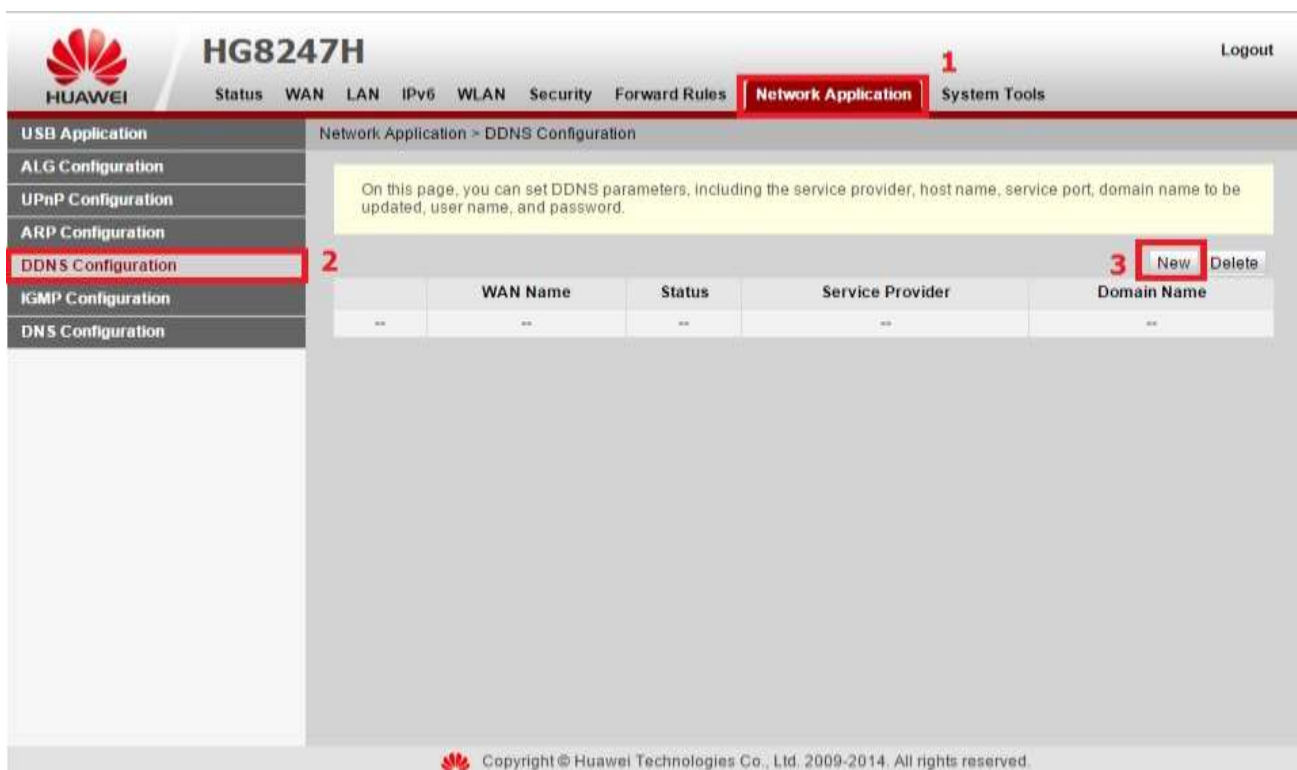 HG8247H
1
Logout
HUAWEI
Status WAN LAN IPv6 WLAN Security Forward Rules Network Application System Tools
USB Application
ALG Configuration
UPnP Configuration
ARP Configuration
DDNS Configuration
2
IGMP Configuration
DNS Configuration
Network Application > DDNS Configuration
On this page, you can set DDNS parameters, including the service provider, host name, service port, domain name to be
updated, user name, and password.
3 New Delete
WAN Name Status Service Provider Domain Name
-- -- -- -- --
Copyright © Huawei Technologies Co., Ltd. 2009-2014. All rights reserved.